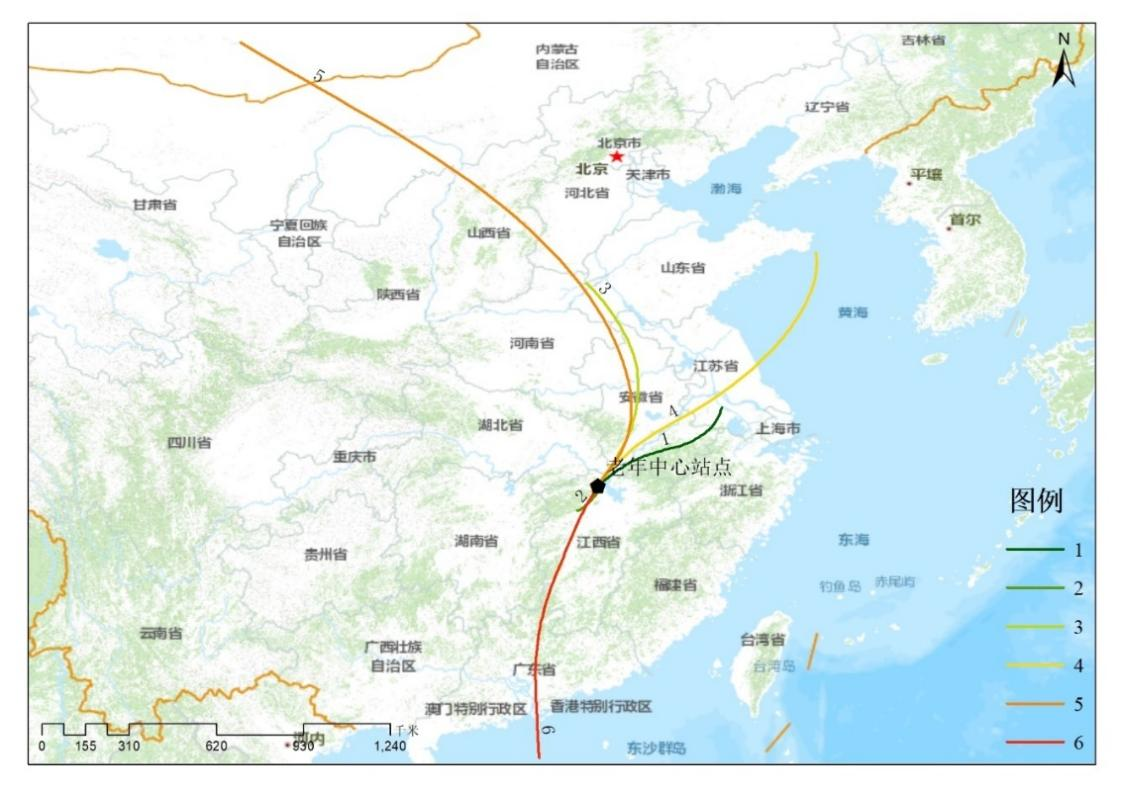 内蒙古
自治区
吉林省
N
5
辽宁省
北京市
北京
天津市
平壤
河北省
渤海
甘肃省
首尔
宁夏回族
自治区
山西省
山东省
3
陕西省
黄海
河南省
江苏省
安徽省
4
湖北省
1
上海市
四川省
重庆市
老年中心站点
浙江省
2
图例
湖南省
江西省
东海
1
贵州省
福建省
钓鱼岛
赤尾屿
2
云南省
台湾省
3
广西壮族
自治区
广东省
台湾岛
4
澳门特别行政区
香港特别行政区
5
6
千米
河内
东沙群岛
6
0 155 310 620 930 1,240